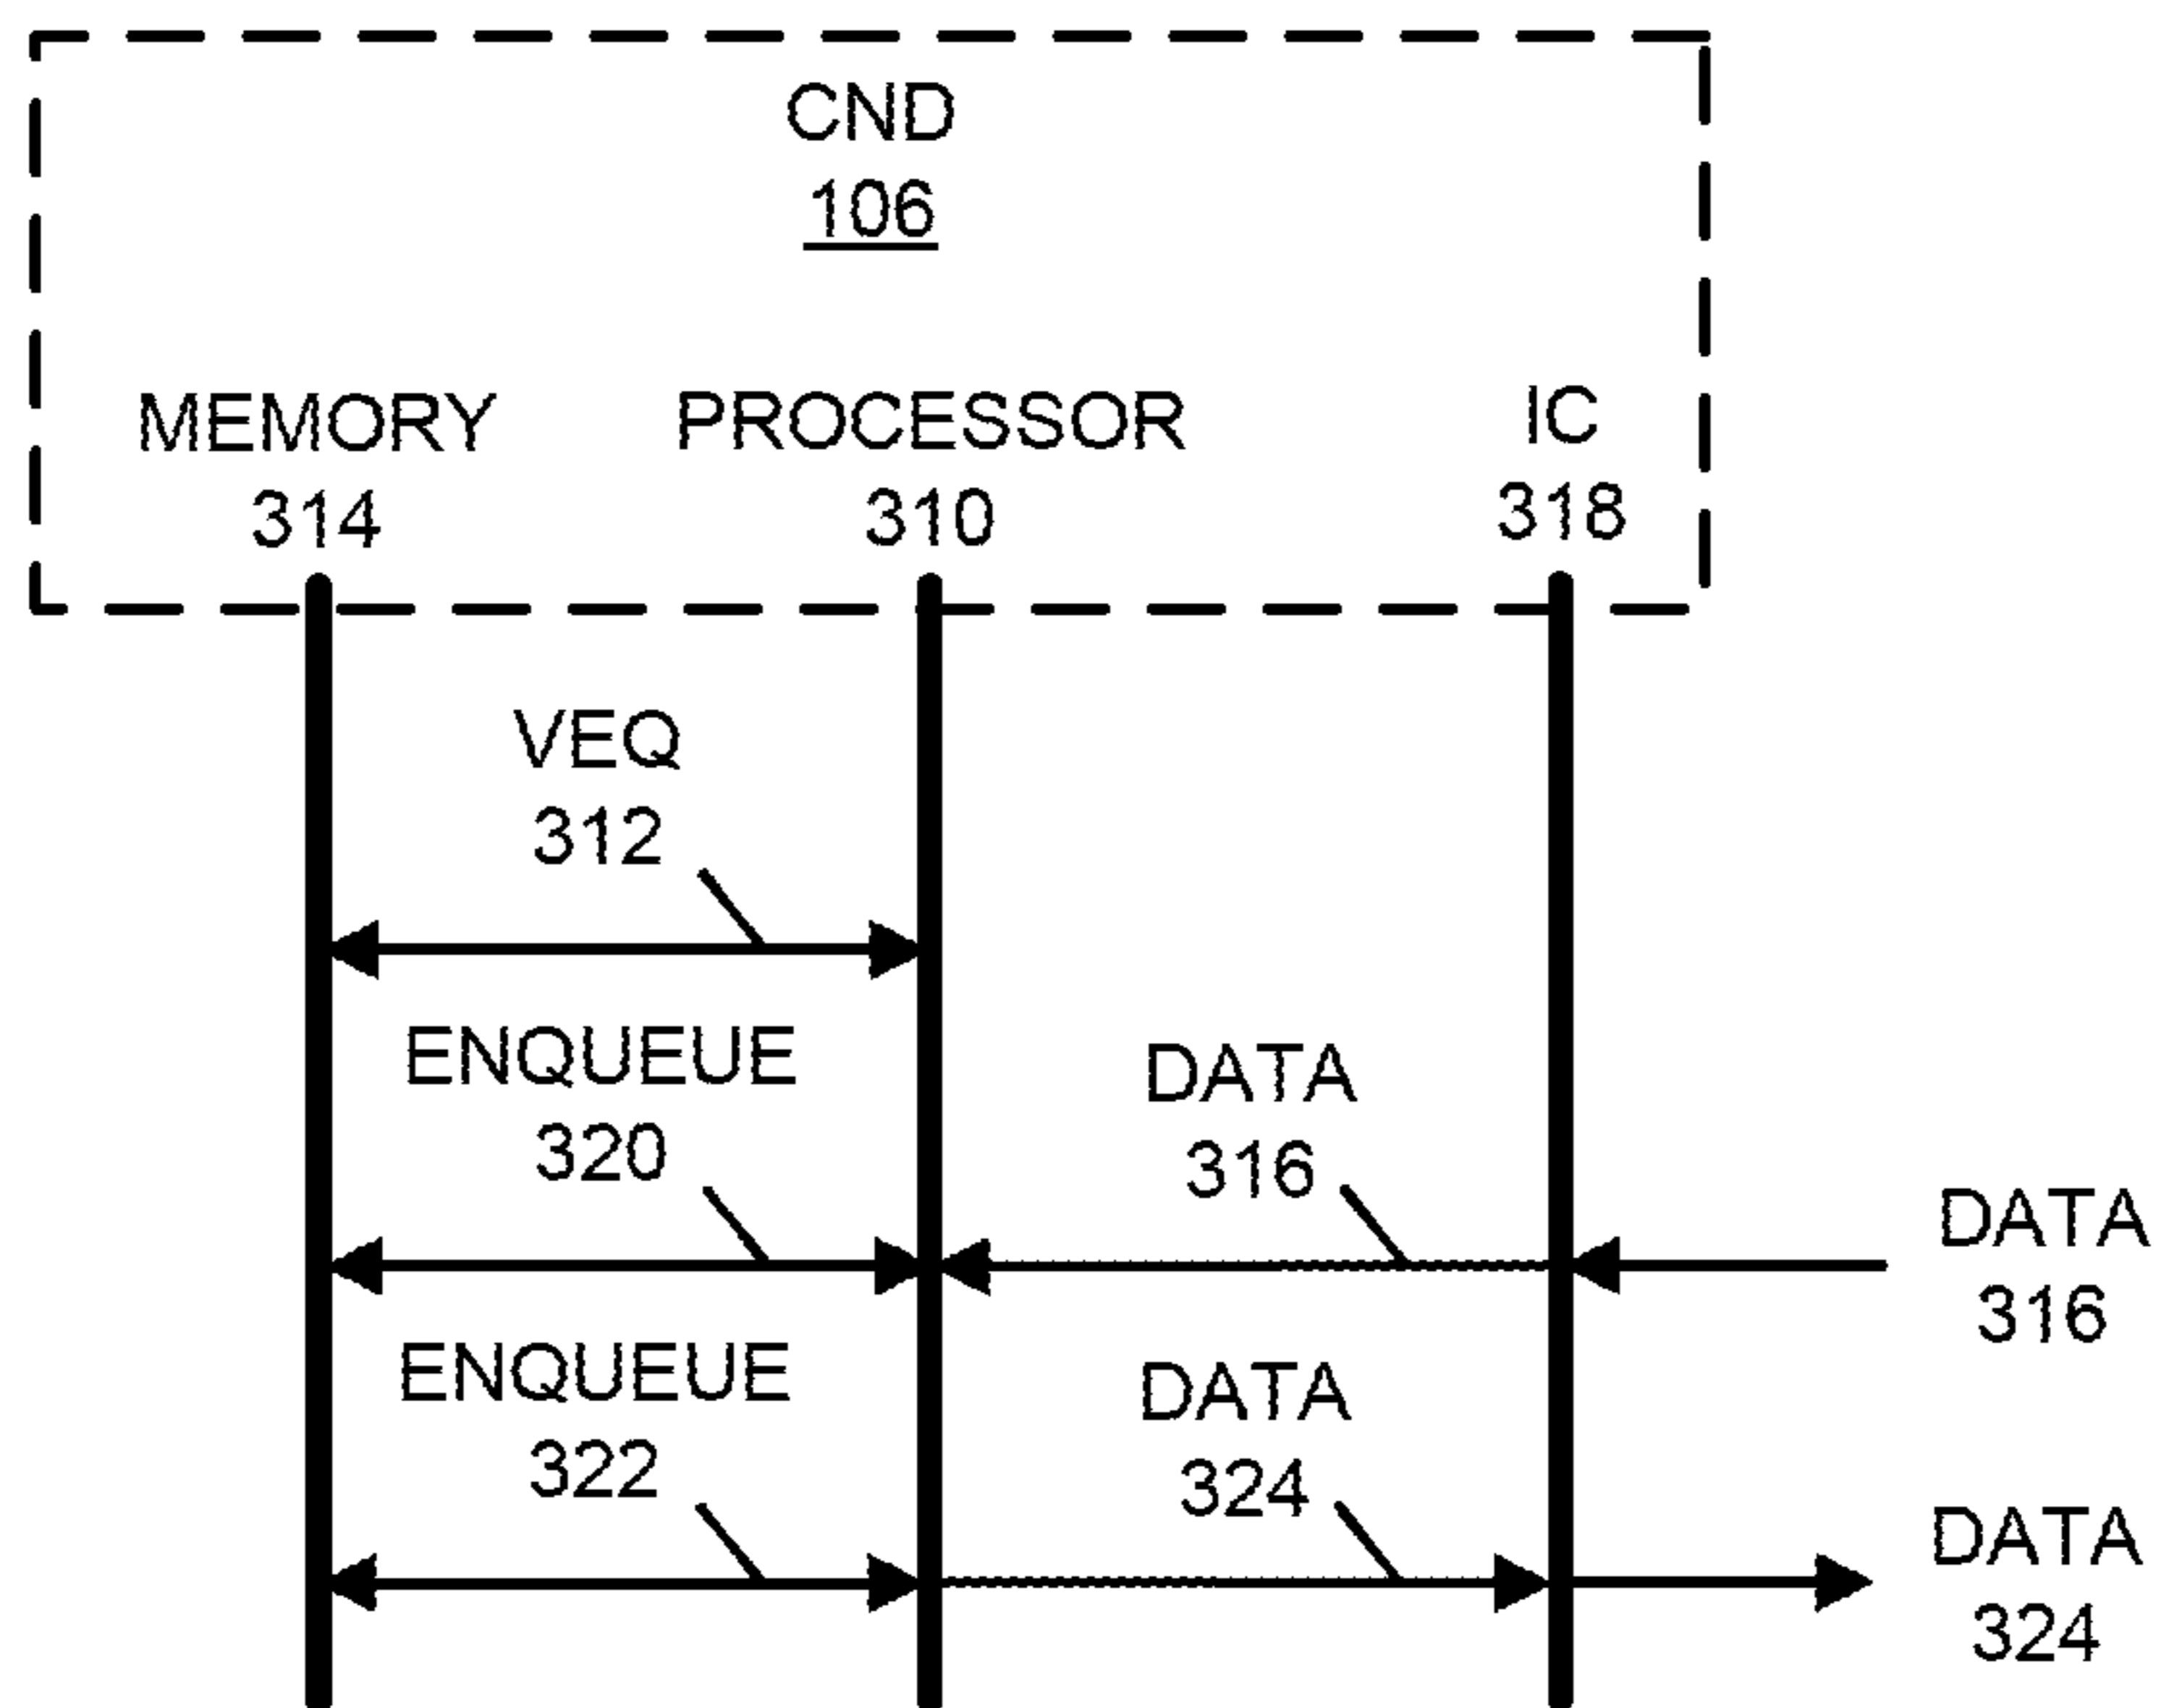 CND
106
MEMORY
314
PROCESSOR
310
IC
318
VEQ
312
ENQUEUE
320
DATA
316
DATA
316
ENQUEUE
322
DATA
324
DATA
324